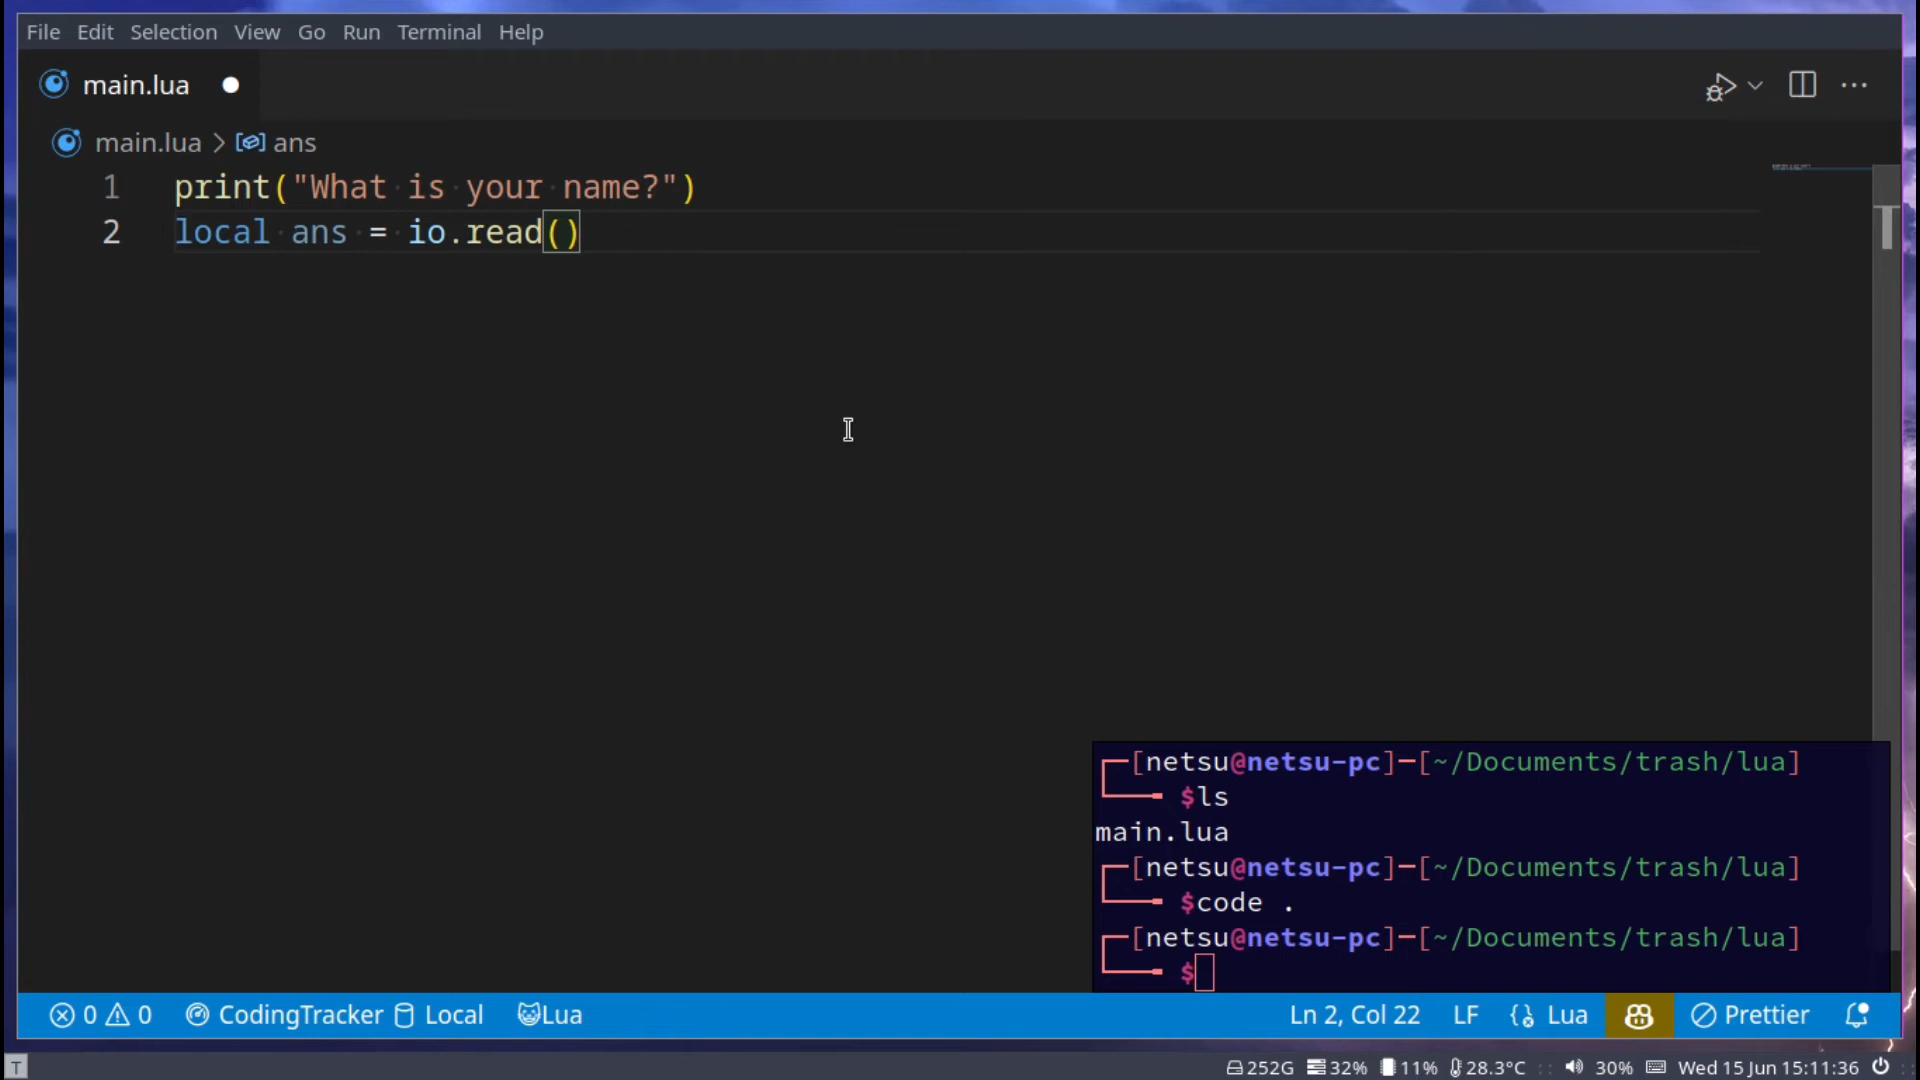 File Edit Selection View Go Run Terminal Help
main.lua
main.lua > ans
1 print("What is your name?")
2 local ans = io.read()
[netsu@netsu-pc]-[~/Documents/trash/lua]
$ls
main.lua
[netsu@netsu-pc]-[~/Documents/trash/lua]
$code .
[netsu@netsu-pc]-[~/Documents/trash/lua]
$
0 0 CodingTracker Local Lua Ln 2, Col 22 LF Lua Prettier
T 252G 32% 11% 28.3°C 30% Wed 15 Jun 15:11:36